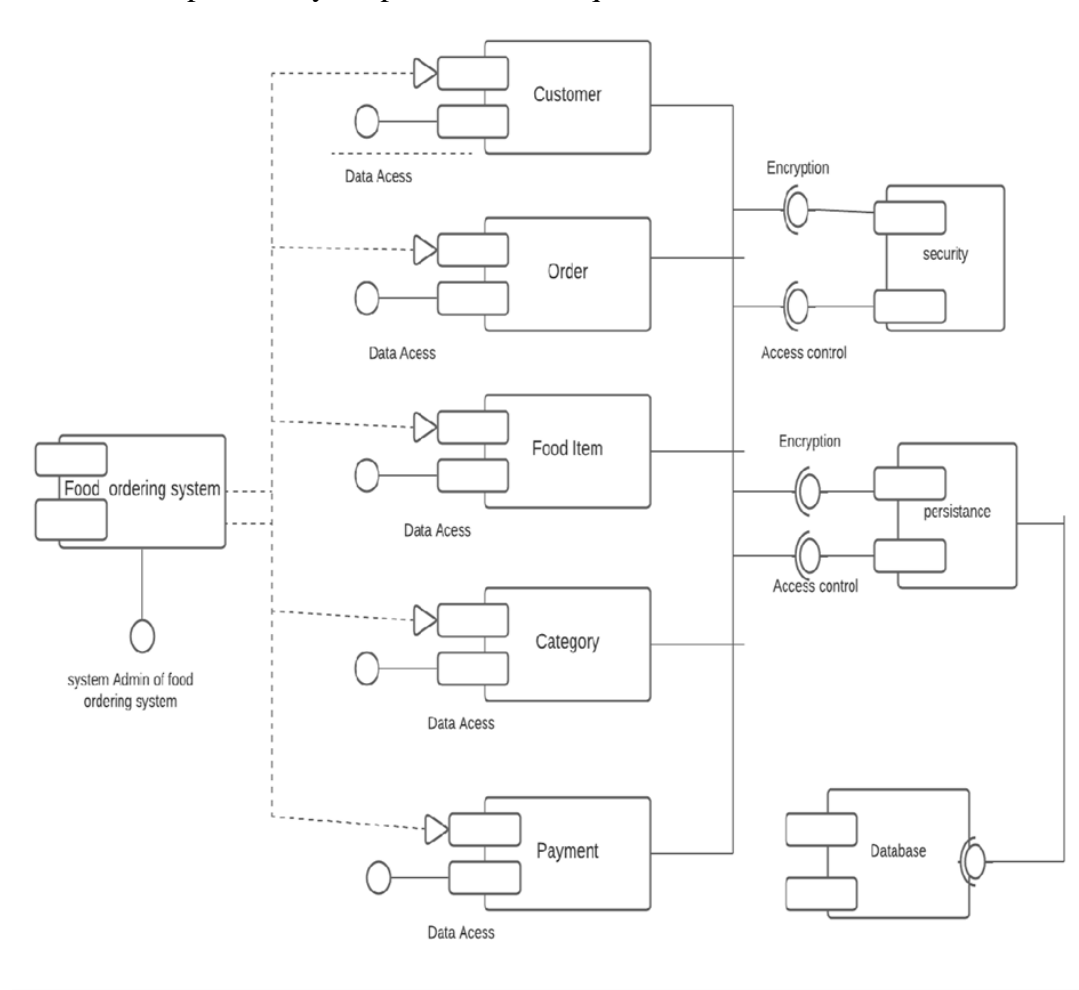 Customer
Data Acess
Encryption
Order
security
Data Acess
Access control
Food Item
Encryption
Food ordering system
persistance
Data Acess
Access control
Category
system Admin of food
ordering system
Data Acess
Payment
Database
Data Acess